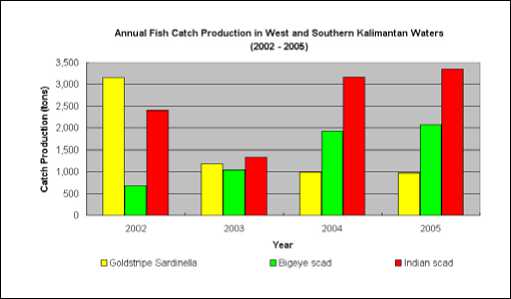 Annual Fish Catch Production in West and Southern Kalimantan Waters
(2002 - 2005)
Catch Production (tons)
3,500
3,000
2,500
2,000
1,500
1,000
500
0
2002 2003 2004 2005
Year
Goldstripe Sardinella Bigeye scad Indian scad